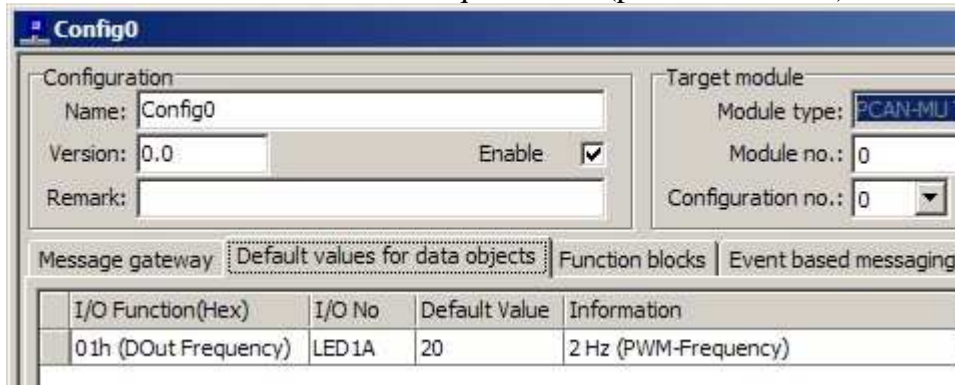 Config0
Configuration
Name: Config0
Version: 0.0 Enable
Remark:
Target module
Module type: PCAN-MU
Module no.: 0
Configuration no.: 0
Message gateway Default values for data objects Function blocks Event based messaging
I/O Function(Hex) I/O No Default Value Information
01h (DOut Frequency) LED1A 20 2 Hz (PWM-Frequency)